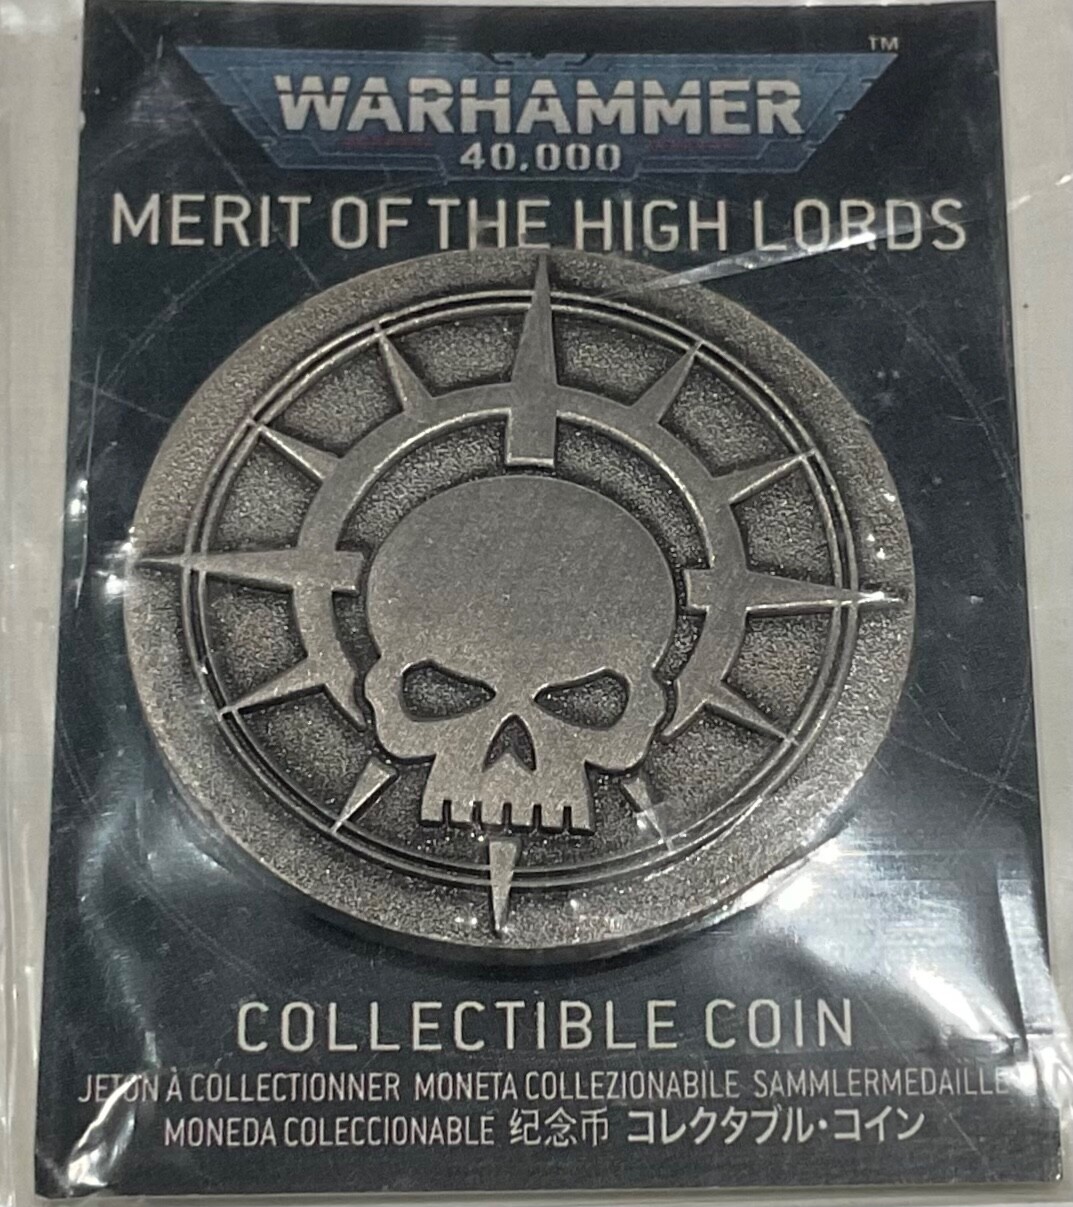 WARHAMMER
TM
40,000
MERIT OF THE HIGH LORDS
COLLECTIBLE COIN
JETON À COLLECTIONNER MONETA COLLEZIONABILE SAMMLERMEDAILLE
MONEDA COLECCIONABLE 纪念币 コレクタブル・コイン